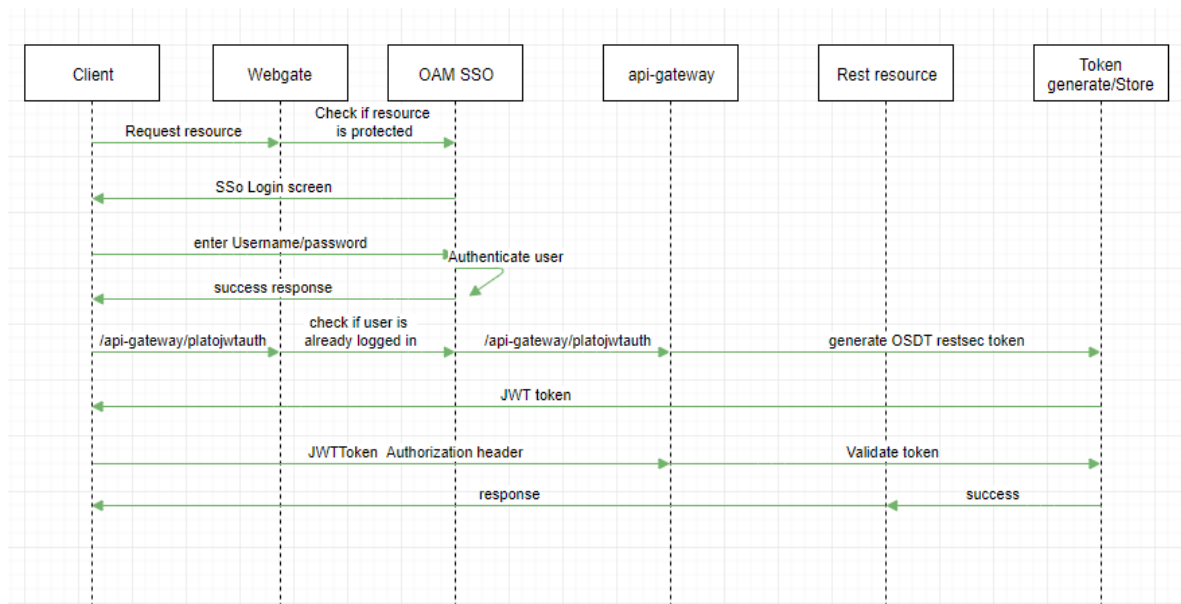 Client
Webgate
OAM SSO
api-gateway
Rest resource
Token
generate/Store
Request resource
Check if resource
is protected
SSo Login screen
enter Username/password
Authenticate user
success response
/api-gateway/platojwtauth
check if user is
already logged in
/api-gateway/platojwtauth
generate OSDT restsec token
JWT token
JWTToken Authorization header
Validate token
response
success